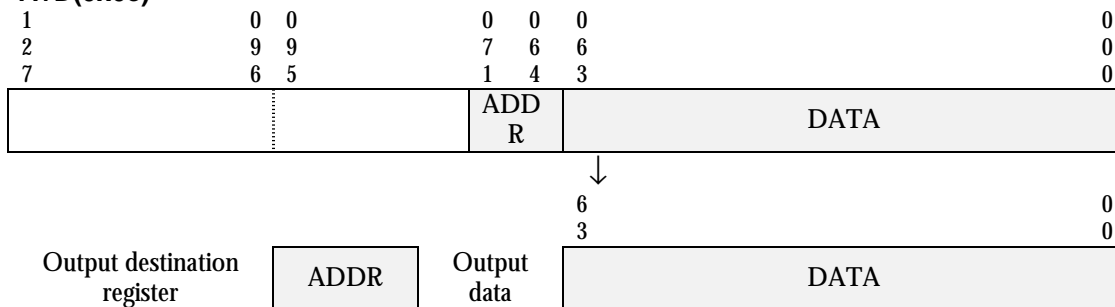 1 0 0 0 0 0 0
2 9 9 7 6 6 0
7 6 5 1 4 3 0
ADD
R
DATA
↓
6 0
3 0
Output destination
register
ADDR
Output
data
DATA